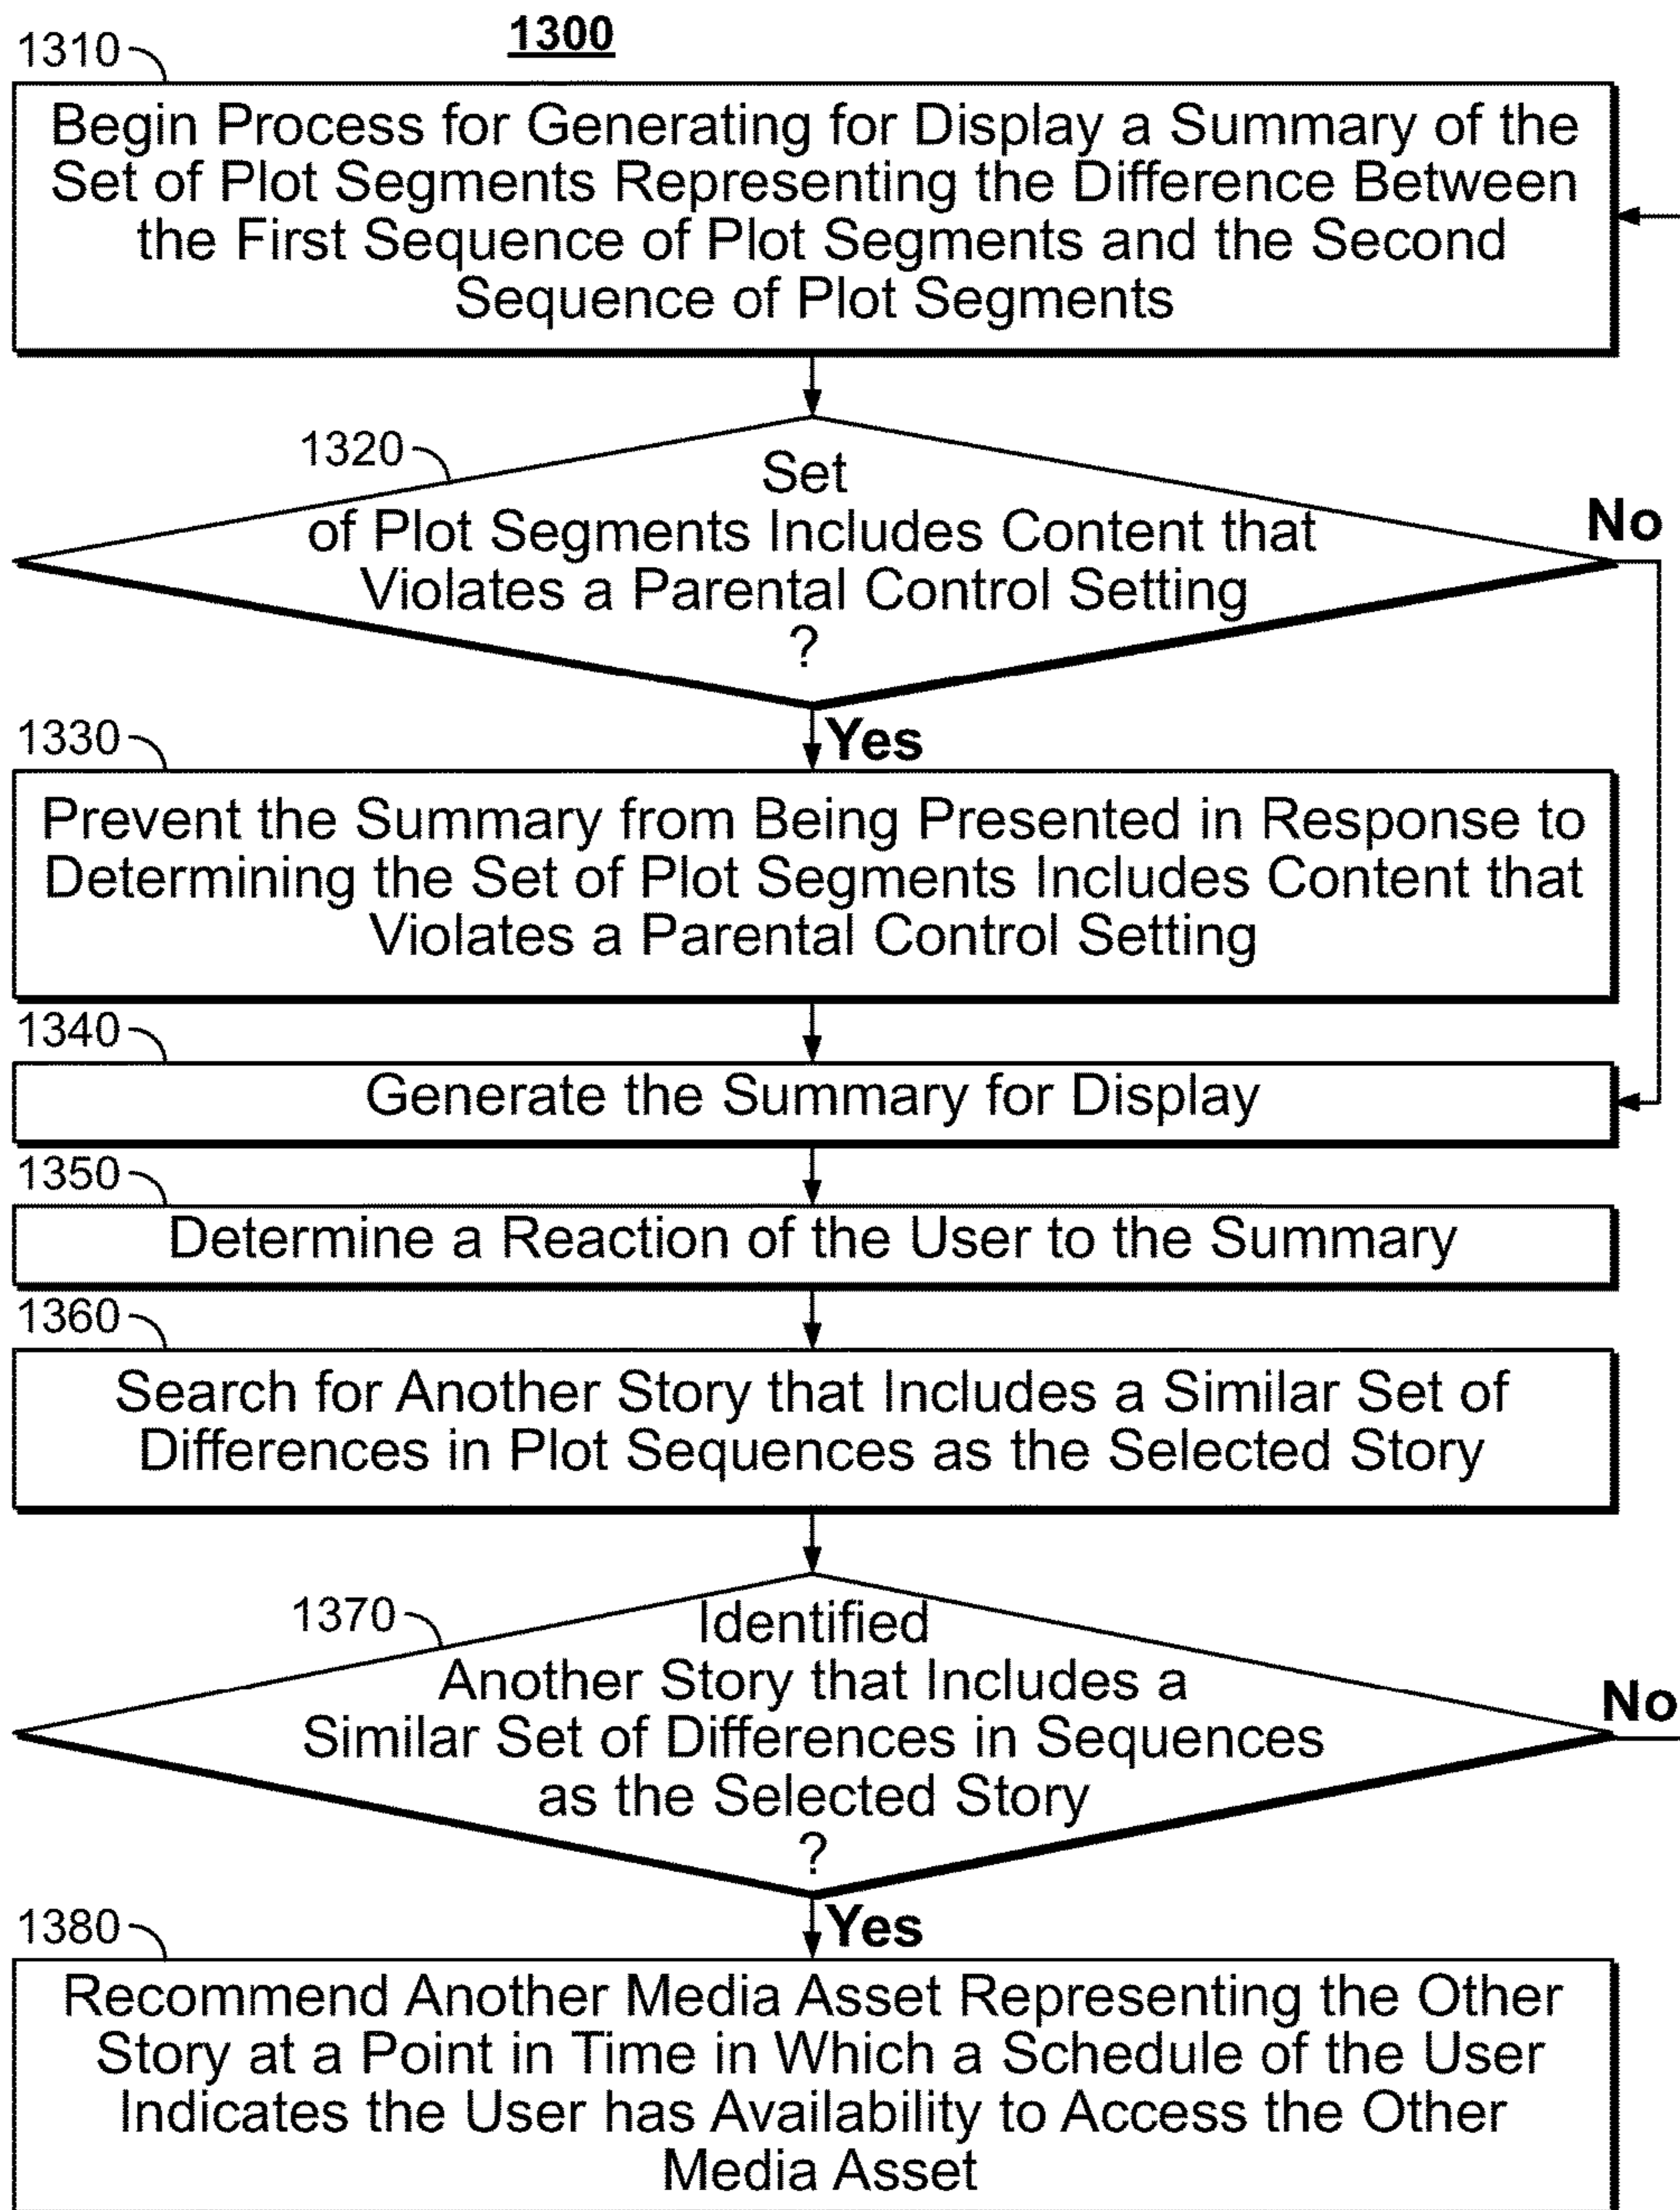 1300
1310
Begin Process for Generating for Display a Summary of the
Set of Plot Segments Representing the Difference Between
the First Sequence of Plot Segments and the Second
Sequence of Plot Segments
1320
Set
of Plot Segments Includes Content that
Violates a Parental Control Setting
?
No
Yes
1330
Prevent the Summary from Being Presented in Response to
Determining the Set of Plot Segments Includes Content that
Violates a Parental Control Setting
1340
Generate the Summary for Display
1350
Determine a Reaction of the User to the Summary
1360
Search for Another Story that Includes a Similar Set of
Differences in Plot Sequences as the Selected Story
1370
Identified
Another Story that Includes a
Similar Set of Differences in Sequences
as the Selected Story
?
No
Yes
1380
Recommend Another Media Asset Representing the Other
Story at a Point in Time in Which a Schedule of the User
Indicates the User has Availability to Access the Other
Media Asset